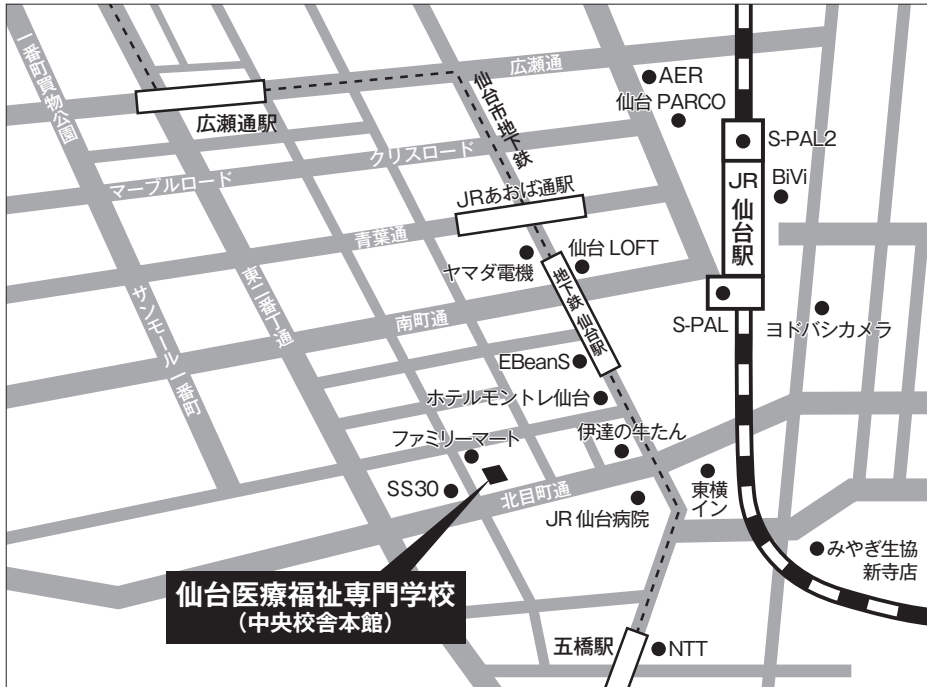 一番町買物公園
広瀬通
仙台市地下鉄
AER
仙台 PARCO
広瀬通駅
S-PAL2
クリスロード
マーブルロード
JRあおば通駅
BiVi
JR
仙台駅
青葉通
ヤマダ電機
仙台 LOFT
地下鉄 仙台駅
東二番丁通
サンモール一番町
南町通
S-PAL
ヨドバシカメラ
EBeanS
ホテルモントレ仙台
ファミリーマート
伊達の牛たん
SS30
北目町通
JR 仙台病院
東横
イン
みやぎ生協
新寺店
仙台医療福祉専門学校
（中央校舎本館）
五橋駅
NTT